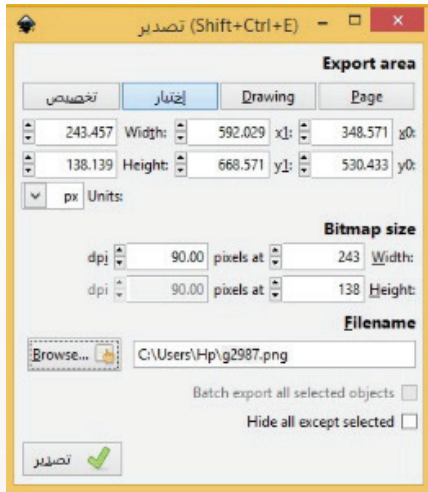 تصدير (Shift+Ctrl+E)
Export area
Page Drawing إختيار تخصيص
x0: 348.571 x1: 592.029 Width: 243.457
y0: 530.433 y1: 668.571 Height: 138.139
Units: px
Bitmap size
Width: 243 pixels at 90.00 dpi
Height: 138 pixels at 90.00 dpi
Filename
C:\Users\Hp\g2987.png Browse...
Batch export all selected objects
Hide all except selected
تصدير